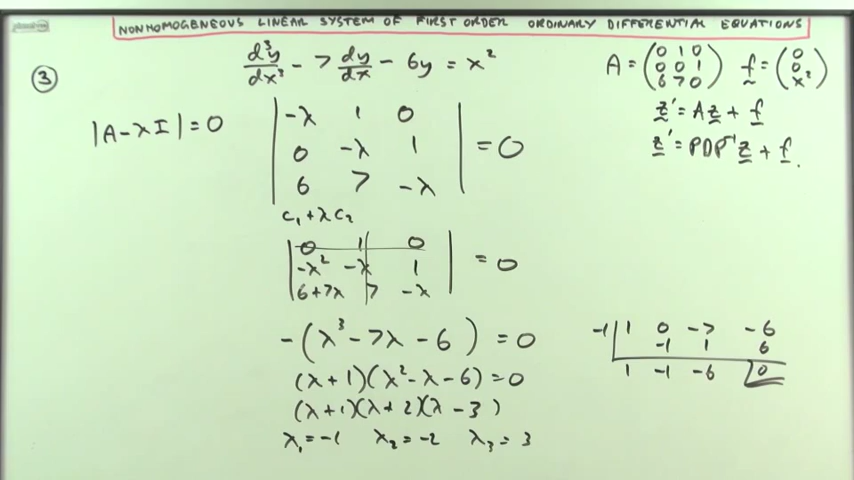 NONHOMOGENEOUS LINEAR SYSTEM OF FIRST ORDER ORDINARY DIFFERENTIAL EQUATIONS
③ d³y/dx³ - 7 dy/dx - 6y = x²
A = (0 1 0
0 0 1
6 7 0) f = (0
0
x²)
z' = Az + f
z' = PDP⁻¹z + f.
|A-λI| = 0
|-λ 1 0|
|0 -λ 1| = 0
|6 7 -λ|
C₁ + λC₂
|0 1 0|
|-λ² -λ 1| = 0
|6+7λ 7 -λ|
-(λ³ - 7λ - 6) = 0
(λ+1)(λ² - λ - 6) = 0
(λ+1)(λ+2)(λ-3)
λ₁ = -1 λ₂ = -2 λ₃ = 3
-1 | 1 0 -7 -6
-1 1 6
1 -1 -6 0